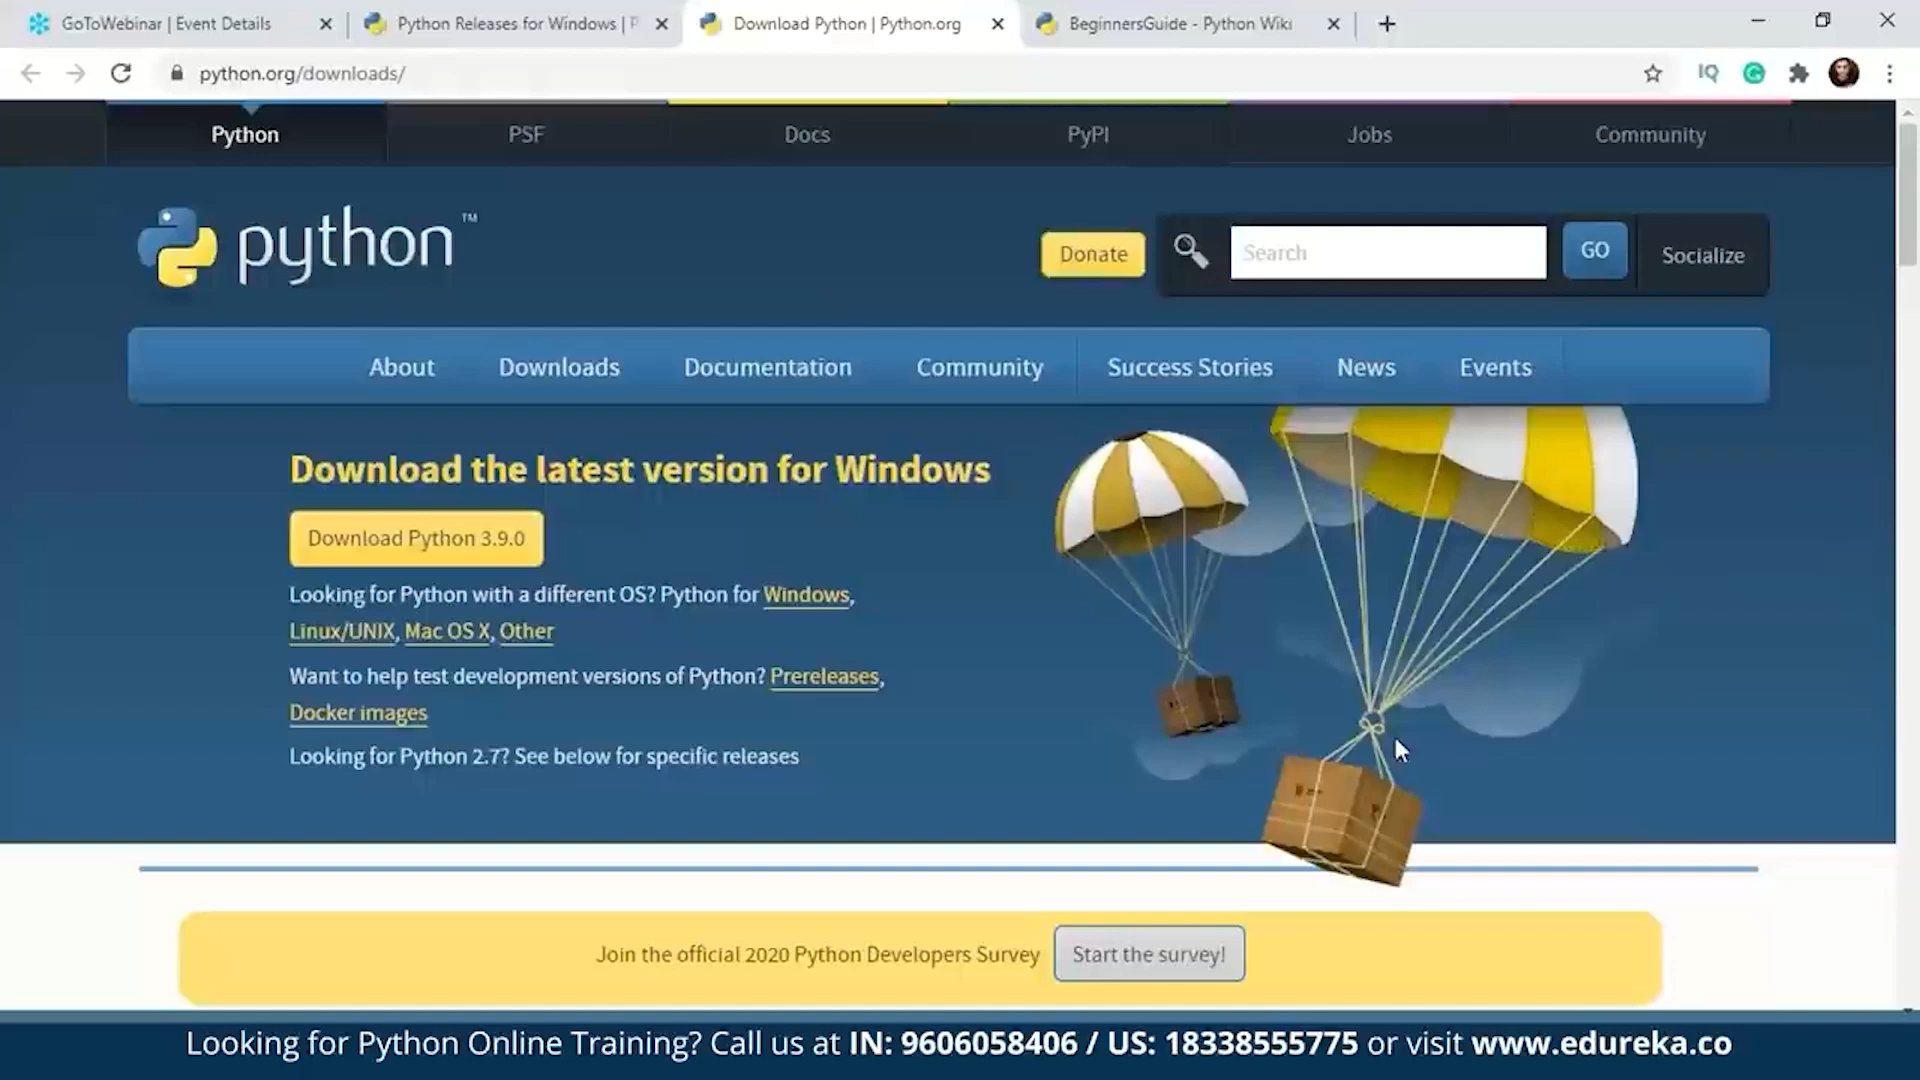 GoToWebinar | Event Details
Python Releases for Windows | P
Download Python | Python.org
BeginnersGuide - Python Wiki
python.org/downloads/
IQ
Python PSF Docs PyPI Jobs Community
python™
Donate
Search
GO
Socialize
About Downloads Documentation Community Success Stories News Events
Download the latest version for Windows
Download Python 3.9.0
Looking for Python with a different OS? Python for Windows,
Linux/UNIX, Mac OS X, Other
Want to help test development versions of Python? Prereleases,
Docker images
Looking for Python 2.7? See below for specific releases
Join the official 2020 Python Developers Survey
Start the survey!
Looking for Python Online Training? Call us at IN: 9606058406 / US: 18338555775 or visit www.edureka.co